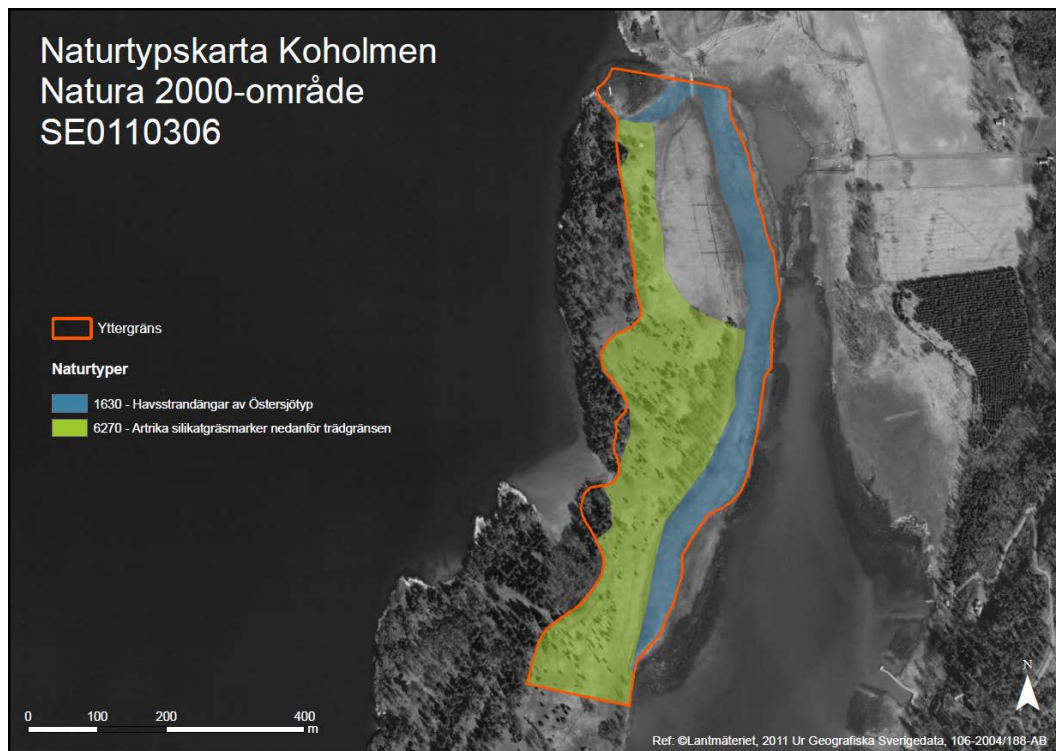 Naturtypskarta Koholmen
Natura 2000-område
SE0110306
Yttergräns
Naturtyper
1630 - Havsstrandängar av Östersjötyp
6270 - Artrika silikatgräsmarker nedanför trädgränsen
N
0 100 200 400
m
Ref: ©Lantmäteriet, 2011 Ur Geografiska Sverigedata, 106-2004/188-AB